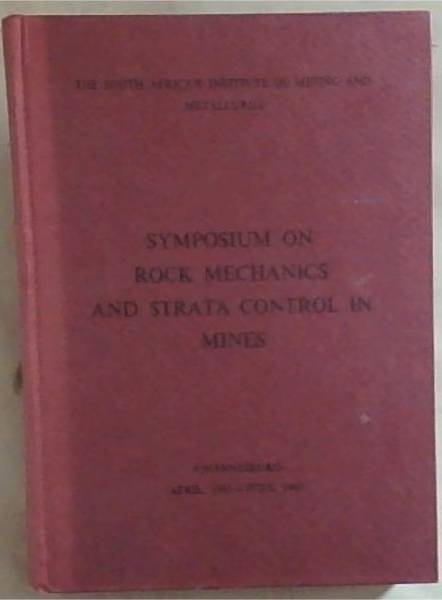 THE SOUTH AFRICAN INSTITUTE OF MINING AND
METALLURGY
SYMPOSIUM ON
ROCK MECHANICS
AND STRATA CONTROL IN
MINES
JOHANNESBURG
APRIL,